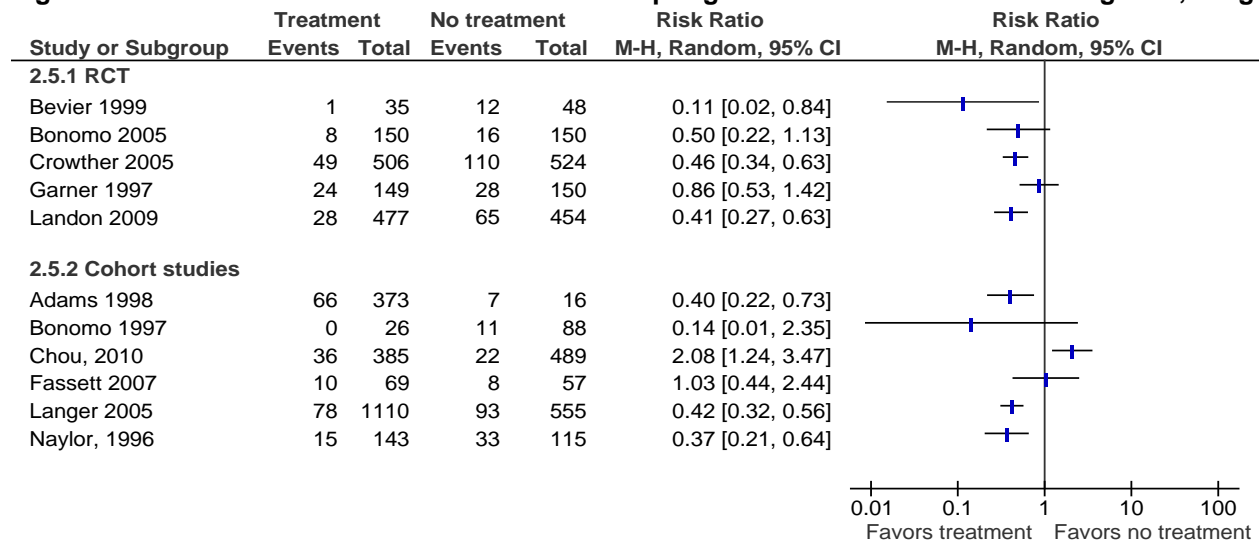 Treatment No treatment Risk Ratio Risk Ratio
Study or Subgroup Events Total Events Total M-H, Random, 95% CI M-H, Random, 95% CI
2.5.1 RCT
Bevier 1999 1 35 12 48 0.11 [0.02, 0.84]
Bonomo 2005 8 150 16 150 0.50 [0.22, 1.13]
Crowther 2005 49 506 110 524 0.46 [0.34, 0.63]
Garner 1997 24 149 28 150 0.86 [0.53, 1.42]
Landon 2009 28 477 65 454 0.41 [0.27, 0.63]
2.5.2 Cohort studies
Adams 1998 66 373 7 16 0.40 [0.22, 0.73]
Bonomo 1997 0 26 11 88 0.14 [0.01, 2.35]
Chou, 2010 36 385 22 489 2.08 [1.24, 3.47]
Fassett 2007 10 69 8 57 1.03 [0.44, 2.44]
Langer 2005 78 1110 93 555 0.42 [0.32, 0.56]
Naylor, 1996 15 143 33 115 0.37 [0.21, 0.64]
0.01 0.1 1 10 100
Favors treatment Favors no treatment